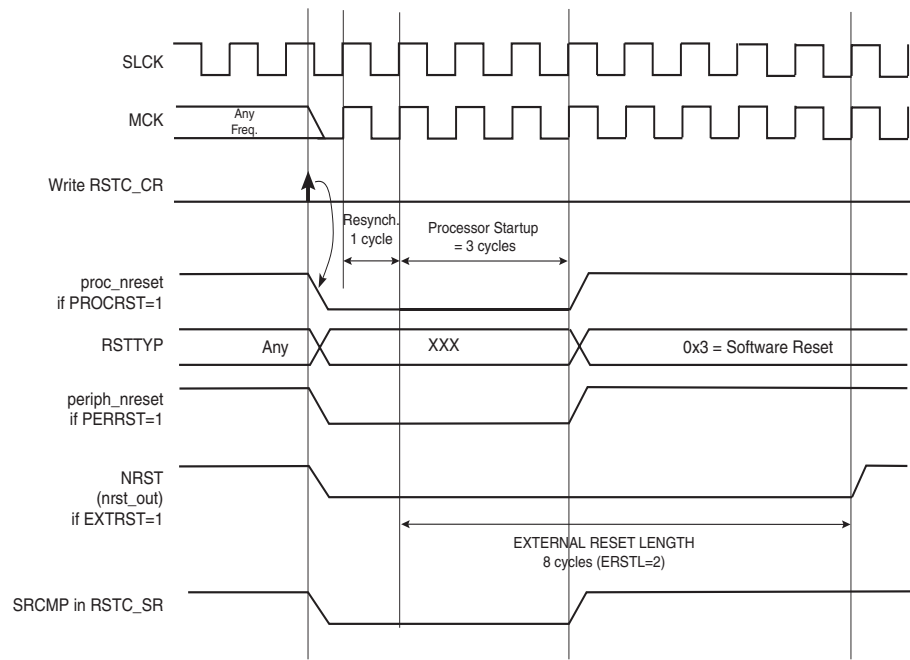 SLCK
MCK
Any
Freq.
Write RSTC_CR
Resynch.
1 cycle
Processor Startup
= 3 cycles
proc_nreset
if PROCRST=1
RSTTYP
Any
XXX
0x3 = Software Reset
periph_nreset
if PERRST=1
NRST
(nrst_out)
if EXTRST=1
EXTERNAL RESET LENGTH
8 cycles (ERSTL=2)
SRCMP in RSTC_SR